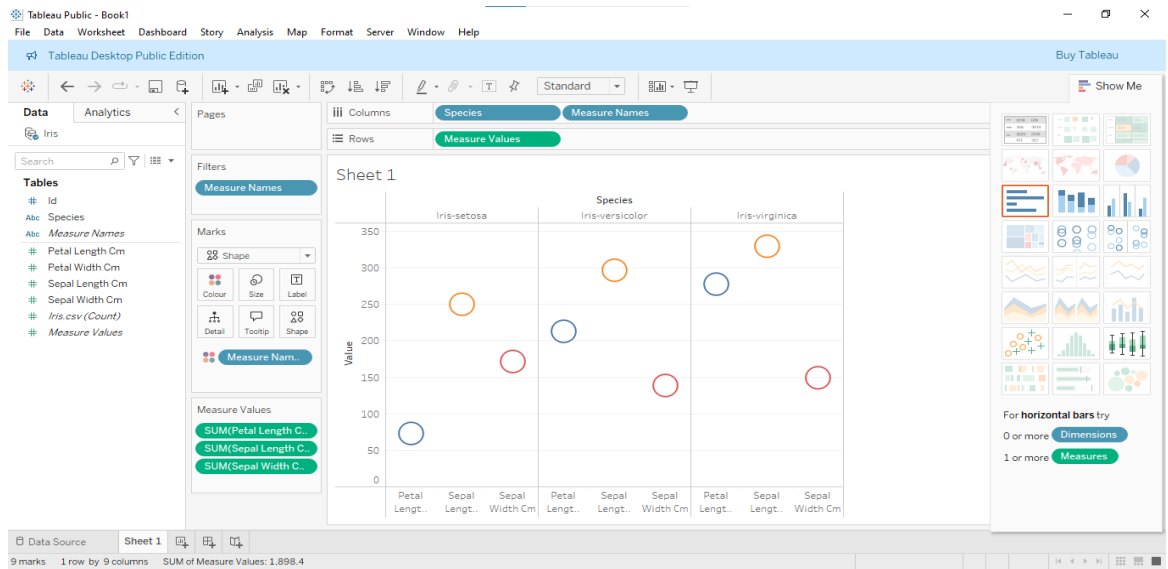 Tableau Public - Book1
File Data Worksheet Dashboard Story Analysis Map Format Server Window Help
Tableau Desktop Public Edition
Buy Tableau
Standard
Show Me
Data Analytics
Iris
Search
Tables
# Id
Abc Species
Abc Measure Names
# Petal Length Cm
# Petal Width Cm
# Sepal Length Cm
# Sepal Width Cm
# Iris.csv (Count)
# Measure Values
Pages
Filters
Measure Names
Marks
Shape
Colour Size Label
Detail Tooltip Shape
Measure Nam..
Measure Values
SUM(Petal Length C..
SUM(Sepal Length C..
SUM(Sepal Width C..
Columns Species Measure Names
Rows Measure Values
Sheet 1
Species
Iris-setosa Iris-versicolor Iris-virginica
Value
350
300
250
200
150
100
50
0
Petal Lengt.. Sepal Lengt.. Sepal Width Cm Petal Lengt.. Sepal Lengt.. Sepal Width Cm Petal Lengt.. Sepal Lengt.. Sepal Width Cm
For horizontal bars try
0 or more Dimensions
1 or more Measures
Data Source Sheet 1
9 marks 1 row by 9 columns SUM of Measure Values: 1,898.4